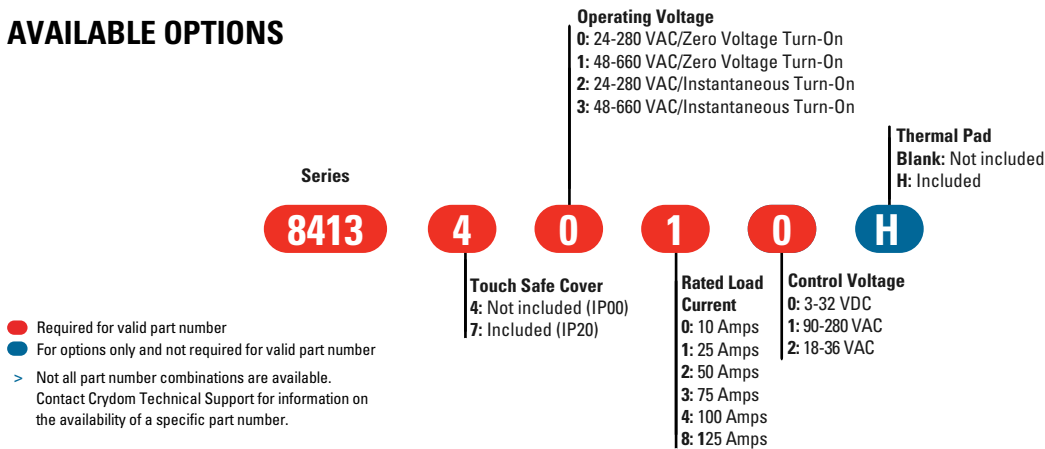 AVAILABLE OPTIONS
Operating Voltage
0: 24-280 VAC/Zero Voltage Turn-On
1: 48-660 VAC/Zero Voltage Turn-On
2: 24-280 VAC/Instantaneous Turn-On
3: 48-660 VAC/Instantaneous Turn-On
Thermal Pad
Blank: Not included
H: Included
Series
8413 4 0 1 0 H
Touch Safe Cover
4: Not included (IP00)
7: Included (IP20)
Rated Load
Current
0: 10 Amps
1: 25 Amps
2: 50 Amps
3: 75 Amps
4: 100 Amps
8: 125 Amps
Control Voltage
0: 3-32 VDC
1: 90-280 VAC
2: 18-36 VAC
Required for valid part number
For options only and not required for valid part number
> Not all part number combinations are available.
Contact Crydom Technical Support for information on
the availability of a specific part number.